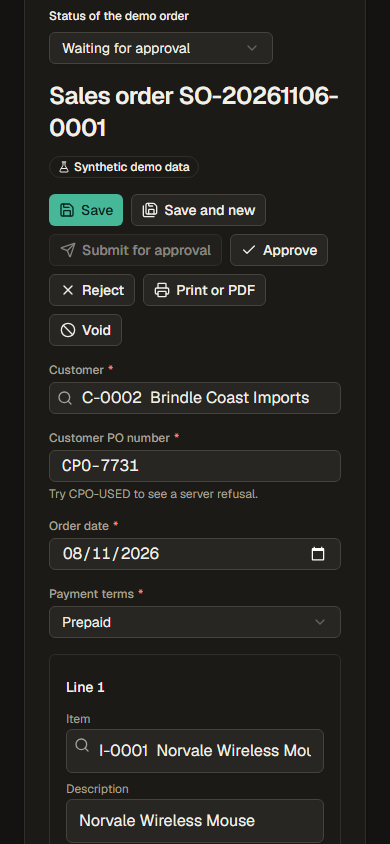 Status of the demo order
Waiting for approval
Sales order SO-20261106-
0001
Synthetic demo data
Save
Save and new
Submit for approval
Approve
Reject
Print or PDF
Void
Customer *
C-0002 Brindle Coast Imports
Customer PO number *
CPO-7731
Try CPO-USED to see a server refusal.
Order date *
08/11/2026
Payment terms *
Prepaid
Line 1
Item
I-0001 Norvale Wireless Mou
Description
Norvale Wireless Mouse